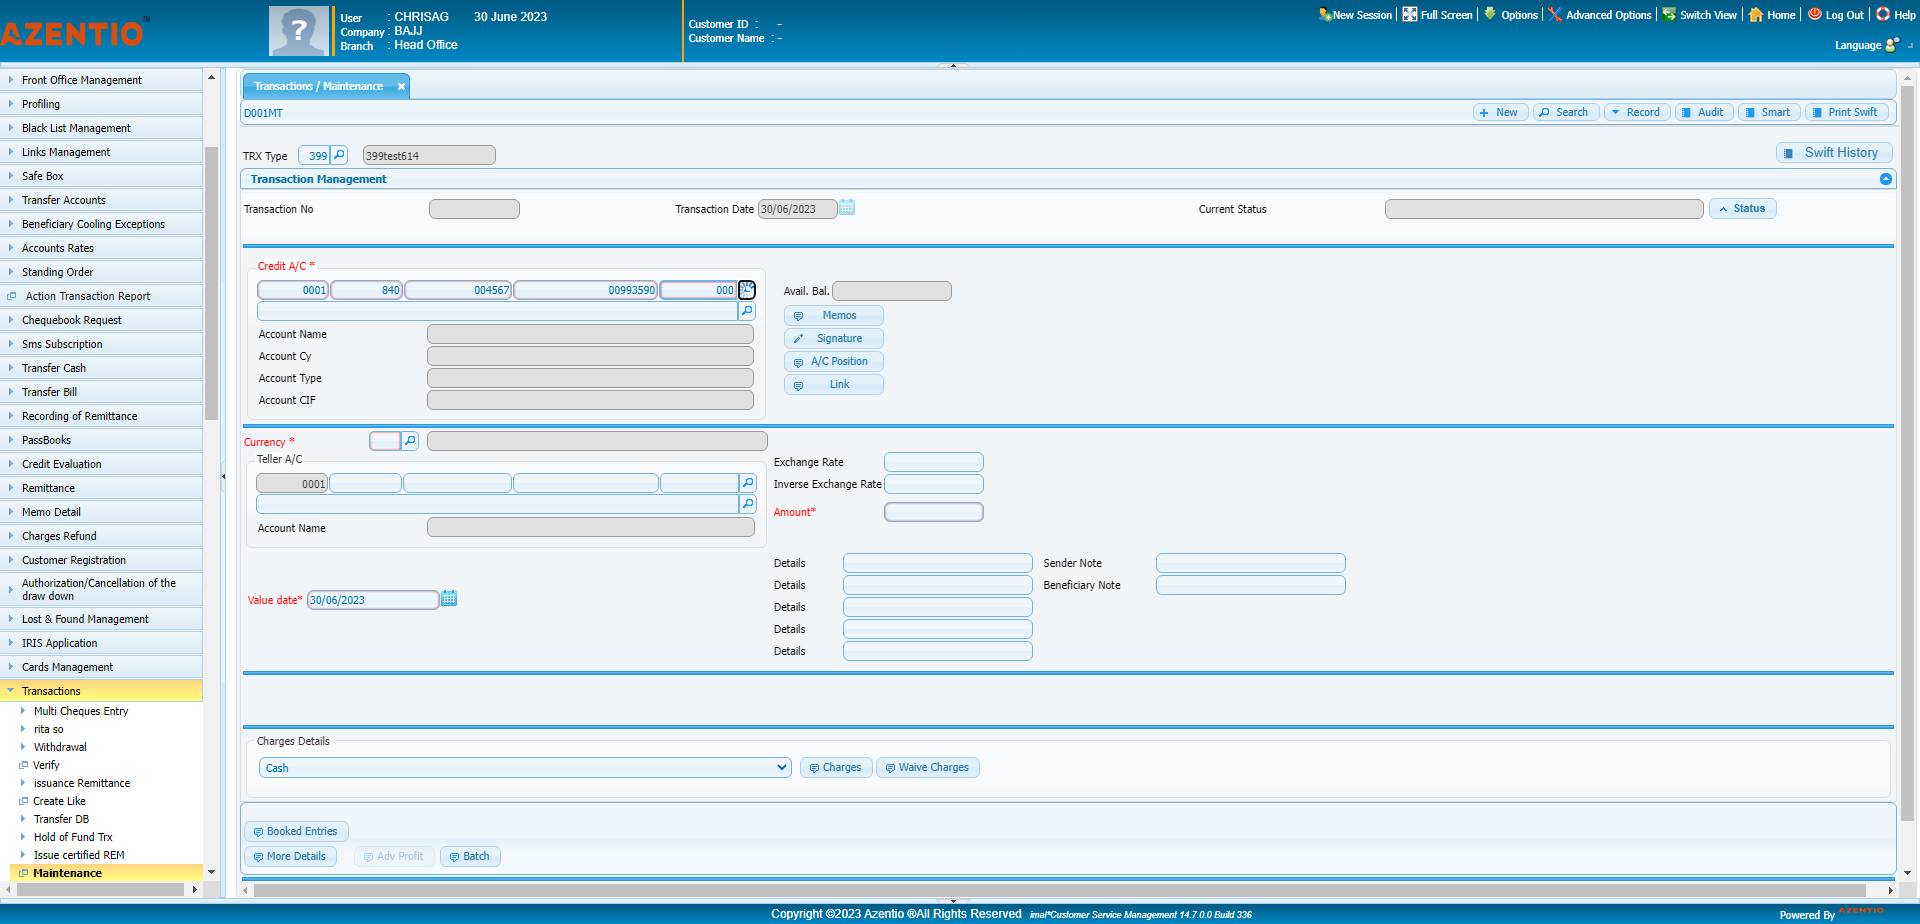 AZENTIO™
User : CHRISAG 30 June 2023
Company : BAJJ
Branch : Head Office
Customer ID : -
Customer Name : -
New Session Full Screen Options Advanced Options Switch View Home Log Out Help
Language
Front Office Management
Profiling
Black List Management
Links Management
Safe Box
Transfer Accounts
Beneficiary Cooling Exceptions
Accounts Rates
Standing Order
Action Transaction Report
Chequebook Request
Sms Subscription
Transfer Cash
Transfer Bill
Recording of Remittance
PassBooks
Credit Evaluation
Remittance
Memo Detail
Charges Refund
Customer Registration
Authorization/Cancellation of the
draw down
Lost & Found Management
IRIS Application
Cards Management
Transactions
Multi Cheques Entry
rita so
Withdrawal
Verify
issuance Remittance
Create Like
Transfer DB
Hold of Fund Trx
Issue certified REM
Maintenance
Transactions / Maintenance
D001MT
New Search Record Audit Smart Print Swift
TRX Type 399 399test614
Swift History
Transaction Management
Transaction No
Transaction Date 30/06/2023
Current Status
Status
Credit A/C *
0001 840 004567 00993590 000
Avail. Bal.
Memos
Account Name
Signature
Account Cy
A/C Position
Account Type
Link
Account CIF
Currency *
Teller A/C
0001
Account Name
Exchange Rate
Inverse Exchange Rate
Amount*
Details
Sender Note
Details
Beneficiary Note
Value date* 30/06/2023
Details
Details
Details
Charges Details
Cash
Charges
Waive Charges
Booked Entries
More Details
Adv Profit
Batch
Copyright ©2023 Azentio ®All Rights Reserved imal*Customer Service Management 14.7.0.0 Build 336
Powered By AZENTIO